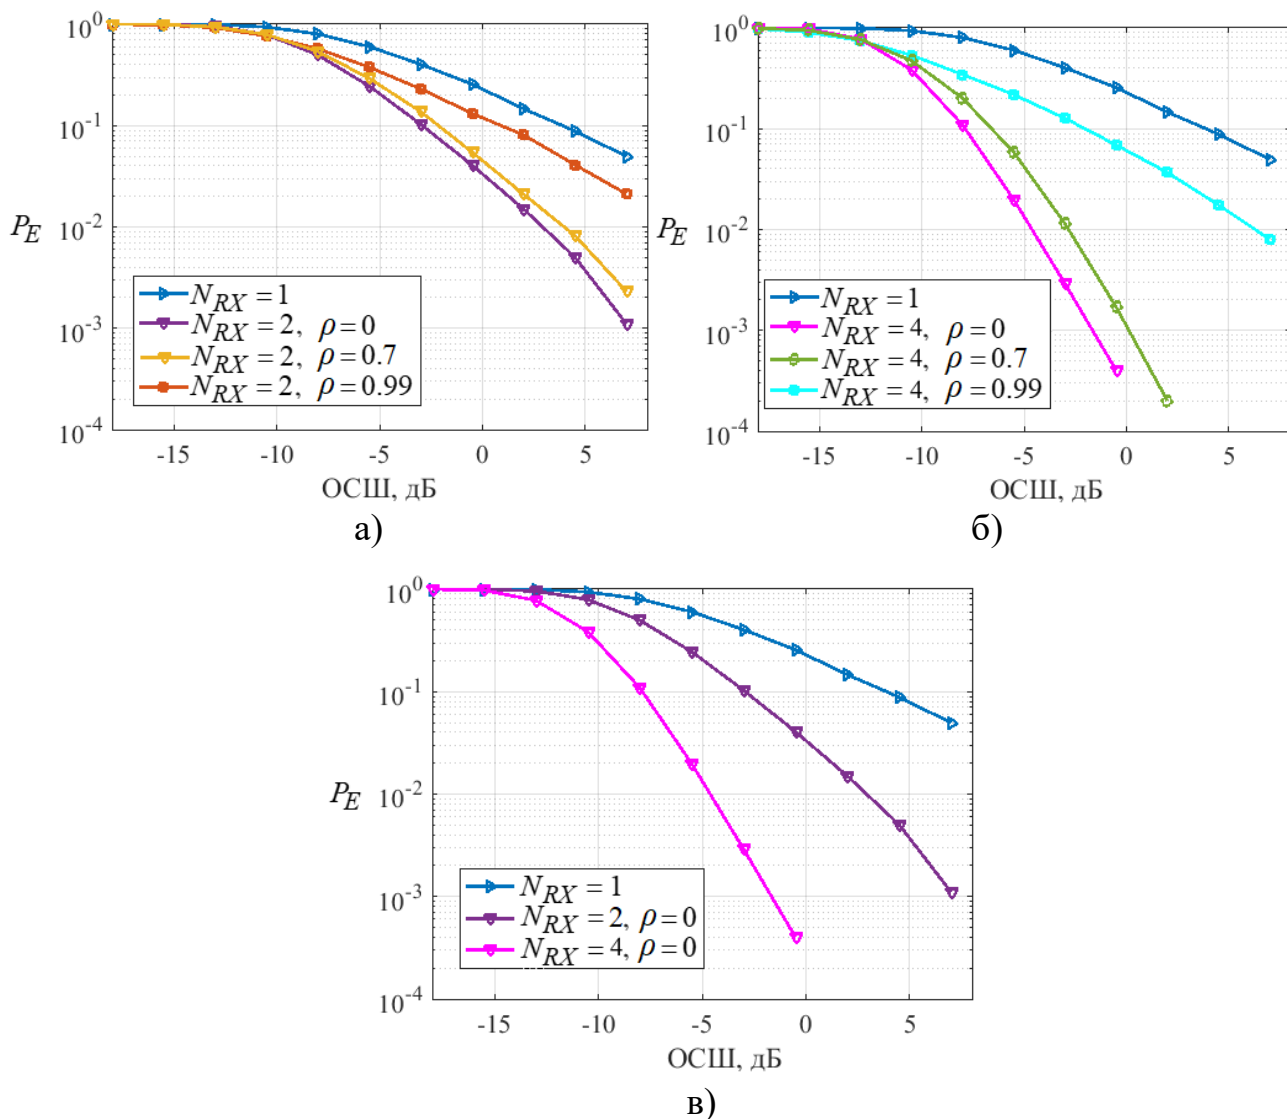 10^0
10^-1
P_E 10^-2
10^-3
10^-4
N_RX = 1
N_RX = 2, ρ = 0
N_RX = 2, ρ = 0.7
N_RX = 2, ρ = 0.99
-15 -10 -5 0 5
ОСШ, дБ
а)
10^0
10^-1
P_E 10^-2
10^-3
10^-4
N_RX = 1
N_RX = 4, ρ = 0
N_RX = 4, ρ = 0.7
N_RX = 4, ρ = 0.99
-15 -10 -5 0 5
ОСШ, дБ
б)
10^0
10^-1
P_E 10^-2
10^-3
10^-4
N_RX = 1
N_RX = 2, ρ = 0
N_RX = 4, ρ = 0
-15 -10 -5 0 5
ОСШ, дБ
в)